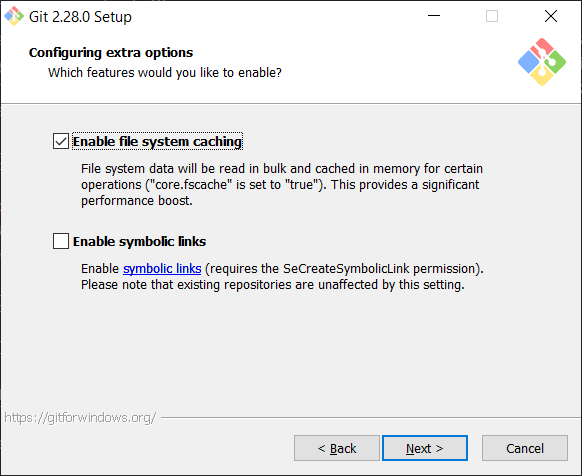 Git 2.28.0 Setup
Configuring extra options
Which features would you like to enable?
Enable file system caching
File system data will be read in bulk and cached in memory for certain
operations ("core.fscache" is set to "true"). This provides a significant
performance boost.
Enable symbolic links
Enable symbolic links (requires the SeCreateSymbolicLink permission).
Please note that existing repositories are unaffected by this setting.
https://gitforwindows.org/
< Back
Next >
Cancel